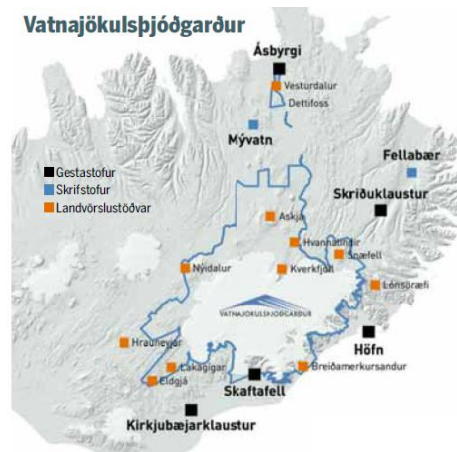 Vatnajökulsþjóðgarður
Ásbyrgi
Vesturdalur
Dettifoss
Mývatn
Fellabær
Gestastofur
Skrifstofur
Landvörslustöðvar
Skriðuklaustur
Askja
Hvannalindir
Snæfell
Nýidalur
Kverkfjöll
Lónsöræfi
VATNAJÖKULSÞJÓÐGARÐUR
Höfn
Hrauneyjar
Lakagígar
Breiðamerkursandur
Eldgjá
Skaftafell
Kirkjubæjarklaustur